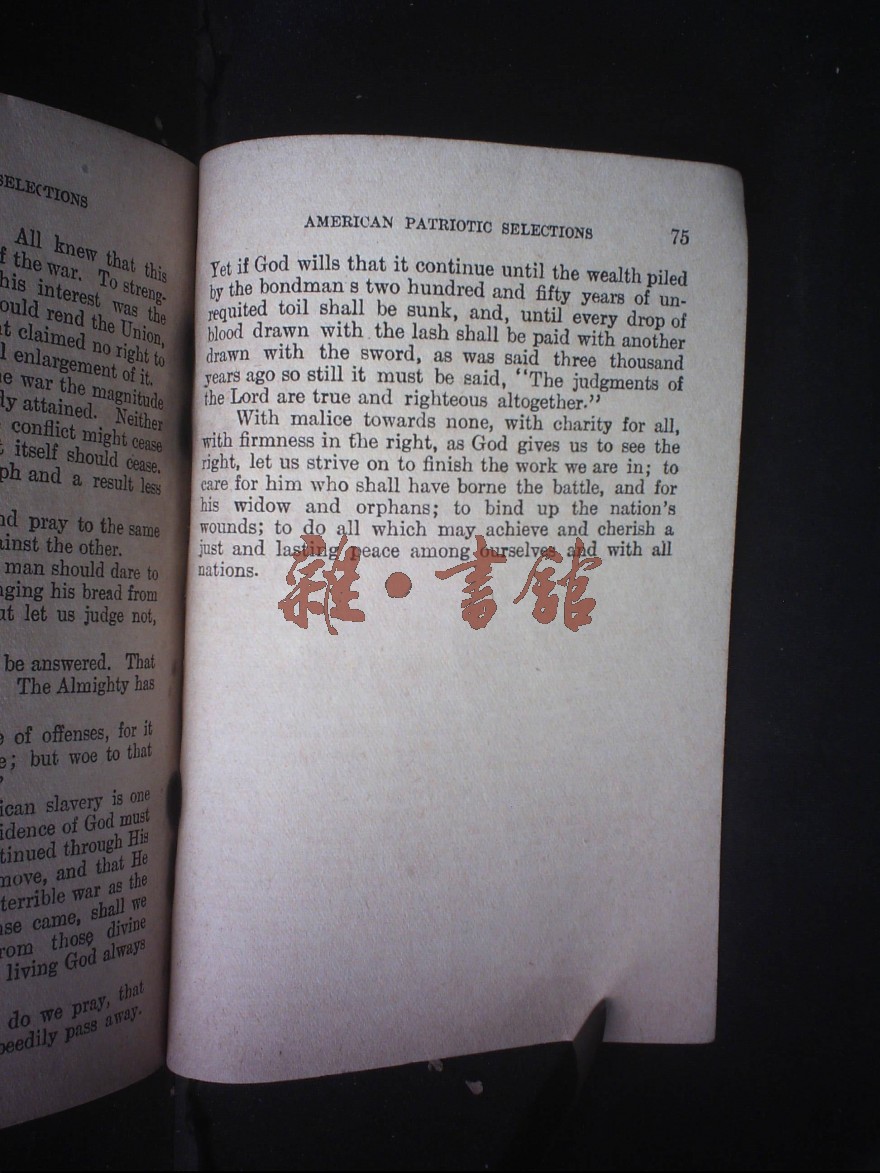 SELECTIONS
All knew that this
f the war. To streng-
his interest was the
ould rend the Union,
t claimed no right to
l enlargement of it.
e war the magnitude
ly attained. Neither
conflict might cease
itself should cease.
ph and a result less
nd pray to the same
inst the other.
man should dare to
nging his bread from
ut let us judge not,
be answered. That
The Almighty has
e of offenses, for it
e; but woe to that
ican slavery is one
idence of God must
tinued through His
move, and that He
terrible war as the
se came, shall we
rom those divine
living God always
do we pray, that
peedily pass away.
AMERICAN PATRIOTIC SELECTIONS 75
Yet if God wills that it continue until the wealth piled
by the bondman s two hundred and fifty years of un-
requited toil shall be sunk, and, until every drop of
blood drawn with the lash shall be paid with another
drawn with the sword, as was said three thousand
years ago so still it must be said, "The judgments of
the Lord are true and righteous altogether."
With malice towards none, with charity for all,
with firmness in the right, as God gives us to see the
right, let us strive on to finish the work we are in; to
care for him who shall have borne the battle, and for
his widow and orphans; to bind up the nation's
wounds; to do all which may achieve and cherish a
just and lasting peace among ourselves and with all
nations.
雜·書館